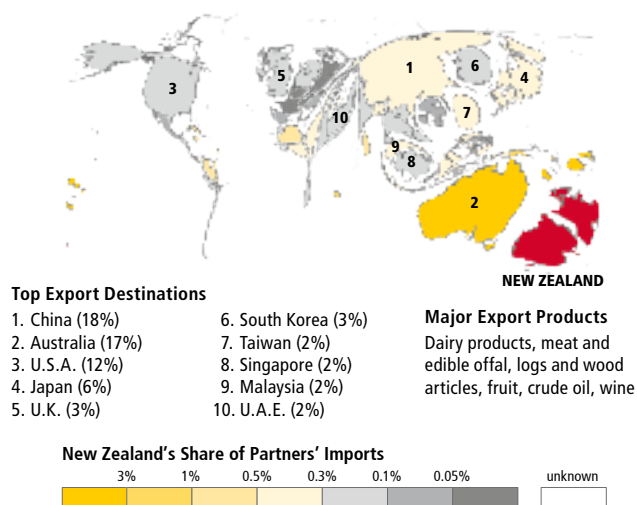 1
2
3
4
5
6
7
8
9
10
NEW ZEALAND
Top Export Destinations
1. China (18%)
2. Australia (17%)
3. U.S.A. (12%)
4. Japan (6%)
5. U.K. (3%)
6. South Korea (3%)
7. Taiwan (2%)
8. Singapore (2%)
9. Malaysia (2%)
10. U.A.E. (2%)
Major Export Products
Dairy products, meat and
edible offal, logs and wood
articles, fruit, crude oil, wine
New Zealand's Share of Partners' Imports
3% 1% 0.5% 0.3% 0.1% 0.05% unknown